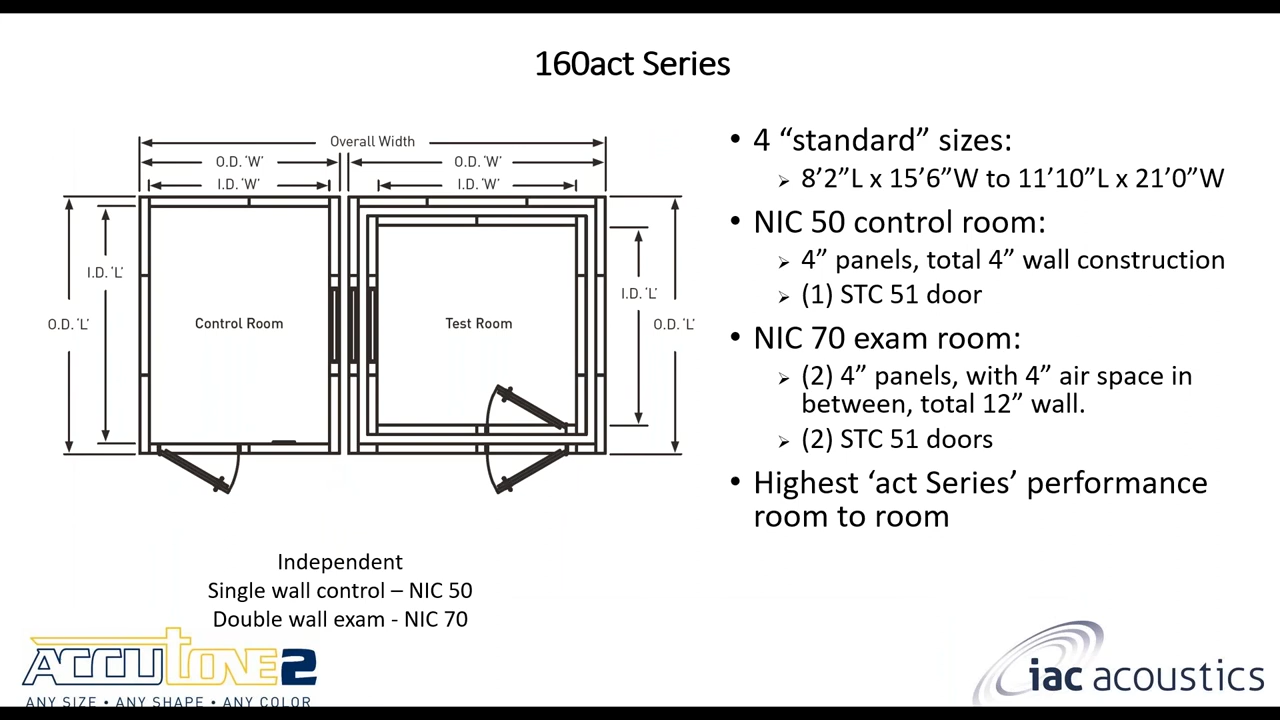 160act Series
Overall Width
O.D. 'W'
O.D. 'W'
I.D. 'W'
I.D. 'W'
I.D. 'L'
O.D. 'L'
Control Room
Test Room
I.D. 'L'
O.D. 'L'
Independent
Single wall control – NIC 50
Double wall exam - NIC 70
• 4 “standard” sizes:
➢ 8’2”L x 15’6”W to 11’10”L x 21’0”W
• NIC 50 control room:
➢ 4” panels, total 4” wall construction
➢ (1) STC 51 door
• NIC 70 exam room:
➢ (2) 4” panels, with 4” air space in
between, total 12” wall.
➢ (2) STC 51 doors
• Highest ‘act Series’ performance
room to room
ACCUTONE2
ANY SIZE • ANY SHAPE • ANY COLOR
iac acoustics